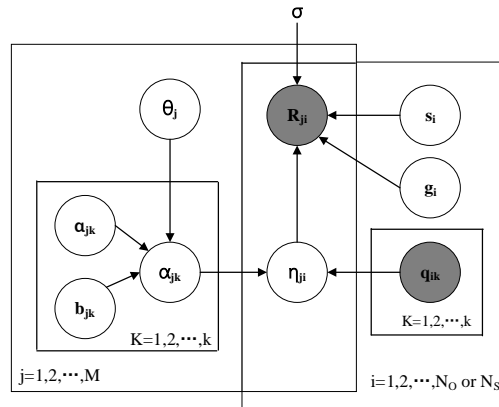 σ
θj
Rji
si
gi
ajk
αjk
bjk
ηji
qik
K=1,2,⋯,k
K=1,2,⋯,k
j=1,2,⋯,M
i=1,2,⋯,NO or NS